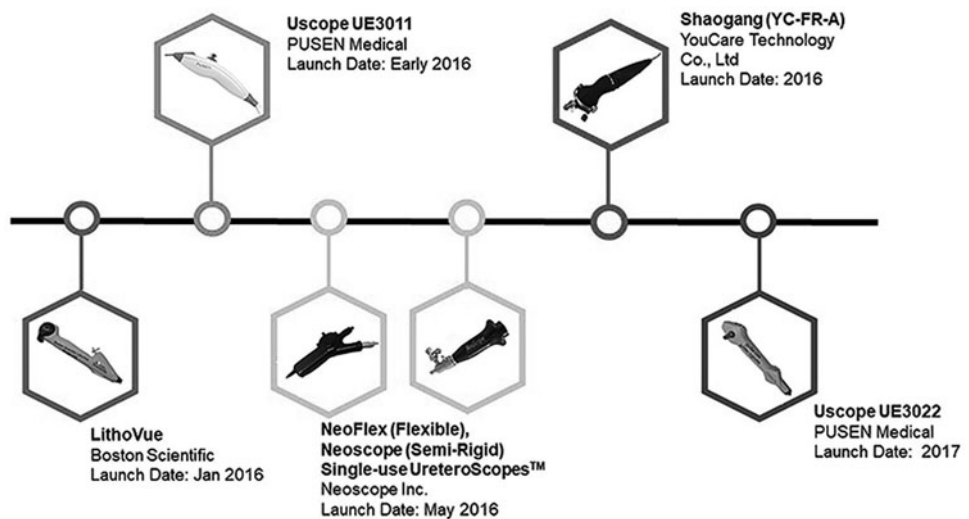 Uscope UE3011
PUSEN Medical
Launch Date: Early 2016
Shaogang (YC-FR-A)
YouCare Technology
Co., Ltd
Launch Date: 2016
LithoVue
Boston Scientific
Launch Date: Jan 2016
NeoFlex (Flexible),
Neoscope (Semi-Rigid)
Single-use UreteroScopes™
Neoscope Inc.
Launch Date: May 2016
Uscope UE3022
PUSEN Medical
Launch Date:  2017